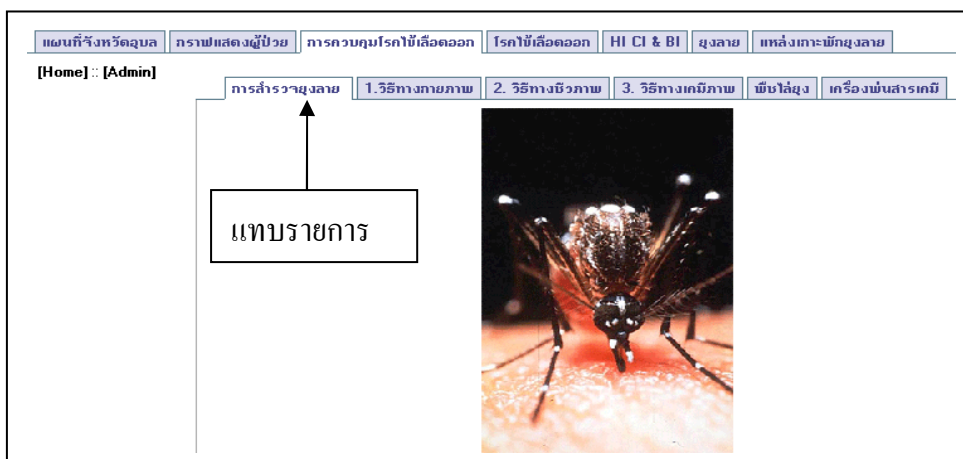 แผนที่จังหวัดอุบล กราฟแสดงผู้ป่วย การควบคุมโรคไข้เลือดออก โรคไข้เลือดออก HI CI & BI ยุงลาย แหล่งเกาะพักยุงลาย
[Home] :: [Admin]
การสำรวจยุงลาย 1.วิธีทางกายภาพ 2. วิธีทางชีวภาพ 3. วิธีทางเคมีภาพ พืชไล่ยุง เครื่องพ่นสารเคมี
แทบรายการ